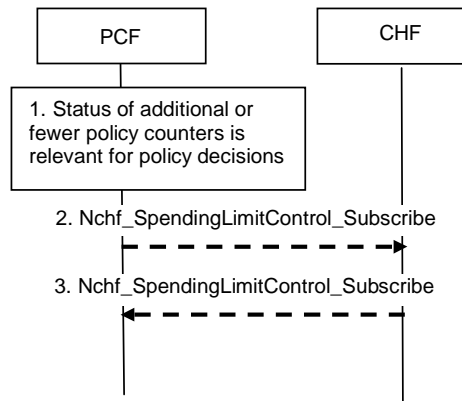 PCF
CHF
1. Status of additional or
fewer policy counters is
relevant for policy decisions
2. Nchf_SpendingLimitControl_Subscribe
3. Nchf_SpendingLimitControl_Subscribe